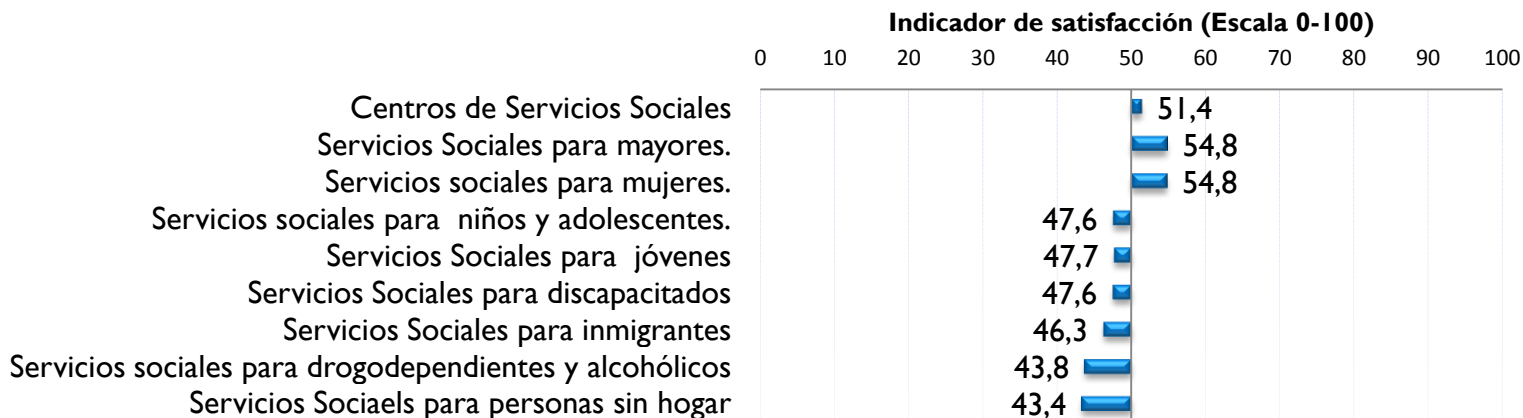 Indicador de satisfacción (Escala 0-100)
0 10 20 30 40 50 60 70 80 90 100
Centros de Servicios Sociales 51,4
Servicios Sociales para mayores. 54,8
Servicios sociales para mujeres. 54,8
Servicios sociales para  niños y adolescentes. 47,6
Servicios Sociales para  jóvenes 47,7
Servicios Sociales para discapacitados 47,6
Servicios Sociales para inmigrantes 46,3
Servicios sociales para drogodependientes y alcohólicos 43,8
Servicios Sociaels para personas sin hogar 43,4